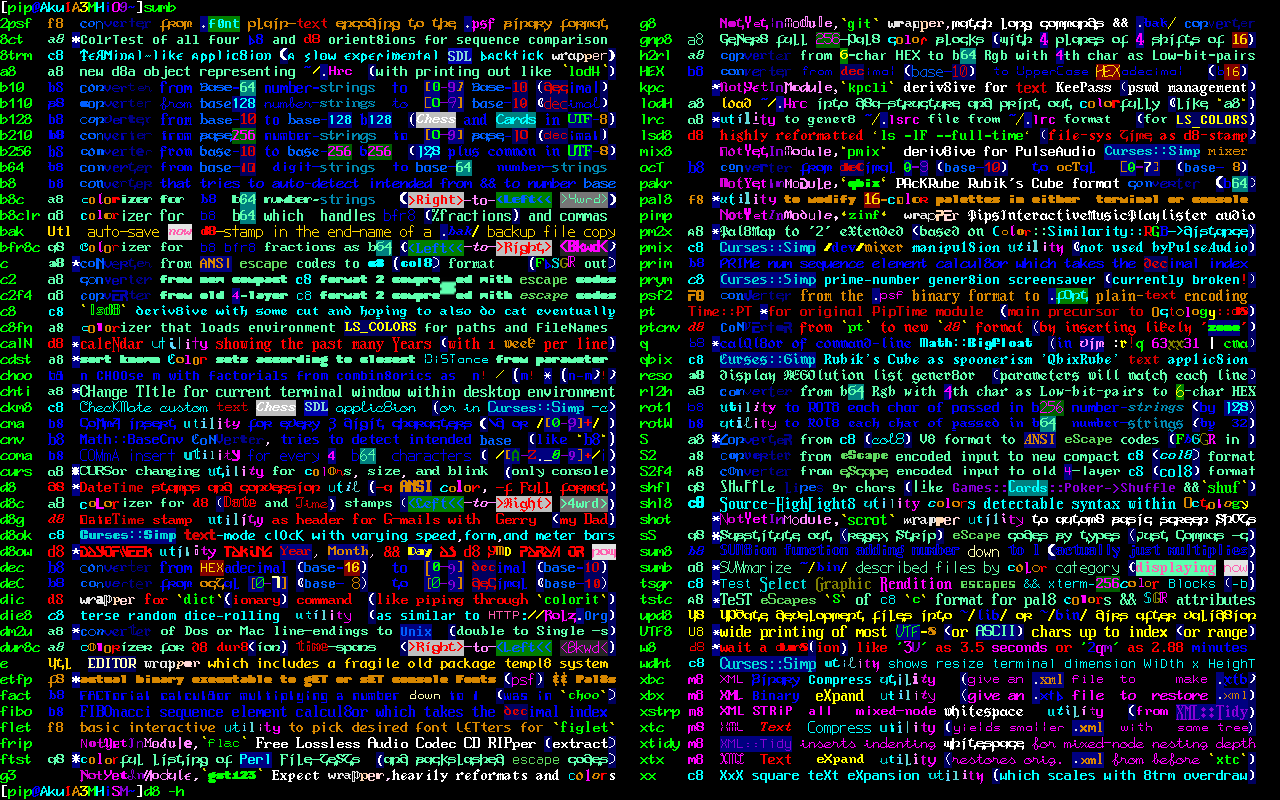 [pip@Aku1A3MHiO9~]sumb
2psf f8 converter from .f0nt plain-text encoding to the .psf binary format,
8ct a8 *ColrTest of all four b8 and d8 orient8ions for sequence comparison
8trm c8 like Applic8ion (a slow experimental SDL backtick wrapper)
a8 a8 new d8a object representing ~/.Hrc (with printing out like `lodH`)
b10 b8 converter from Base-64 number-strings to [0-9] Base-10 (decimal)
b110 b8 converter from base128 number-strings to [0-9] Base-10 (decimal)
b128 b8 converter from base-10 to base-128 b128 (Chess and Cards in UTF-8)
b210 b8 converter from base256 number-strings to [0-9] base-10 (decimal)
b256 b8 converter from base-10 to base-256 b256 (128 plus common in UTF 8)
b64 b8 converter from base-10 digit-strings to base-64 number-strings
b8 b8 converter that tries to auto-detect intended from && to number base
b8c a8 colorizer for b8 b64 number-strings (>Right>-to-<Left<< >4wrd>)
b8clr a8 colorizer for b8 b64 which handles bfr8 (%fractions) and commas
bak Utl auto-save now d8-stamp in the end-name of a .bak/ backup file copy
bfr8c a8 Colorizer for b8 bfr8 fractions as b64 (<Left<<-to->Right> <Bkwd<)
c a8 *coNverter from ANSI escape codes to c8 (col8) format (F8SGR out)
c2 a8 converter from new compact c8 format 2 compressed with escape codes
c2f4 a8 converter from old 4-layer c8 format 2 compressed with escape codes
c8 c8 `lsd8` deriv8ive with some cut and hoping to also do cat eventually
c8fn a8 colorizer that loads environment LS_COLORS for paths and FileNames
calN d8 *caleNdar utility showing the past many Years (with 1 week per line)
cdst a8 *sort known Color sets according to closest DiSTance from parameter
choo b8 n CHOOse m with factorials from combin8orics as n! / (m! * (n-m)!)
chti a8 *CHange TItle for current terminal window within desktop environment
ckm8 c8 CheckMate custom text Chess SDL applic8ion (or in Curses::Simp -c)
cma b8 CoMmA insert utility for every 3 digit characters
cnv b8 Math::BaseCnv CoNVerter, tries to detect intended base (like `b8`)
coma b8 COMmA insert utility for every 4 b64 characters ( /[A-Z._0-9]+/ )
curs a8 *CURSor changing utility for colOms, size, and blink (only console)
d8 d8 *DateTime stamps and conversion util (-q ANSI color, -f Full format,
d8c a8 colorizer for d8 (Date and Time) stamps (<Left<<-to->Right> >4wrd>)
d8g d8 DateTime stamp utility as header for G-mails with Gerry (my Dad)
d8ok c8 Curses::Simp text-mode clOcK with varying speed,form,and meter bars
d8ow d8 *DayOfWeek utility TAKING Year, Month, && Day as d8 YMD PARAM OR now
dec b8 converter from HEXadecimal (base-16) to [0-9] deCimaL (base-10)
deC b8 converter from ocTgL [0-7] (base- 8) to [0-9] deCjmqL (base-10)
dic d8 wrapper for `dict`(ionary) command (like piping through `colorit`)
die8 c8 terse random dice-rolling utility (as similar to HTTP://Rolz.Org)
dm2u a8 *converter of Dos or Mac line-endings to Unix (double to Single -s)
dur8c a8 colorizer for d8 dur8(ion) time-spans (>Right>-to-<Left<< <Bkwd<)
e Utl EDITOR wrapper which includes a fragile old package templ8 system
etfp f8 *actual binary executable to gET or sET console Fonts (psf) && Pal8s
fact b8 FACTorial calcul8or multiplying a number down to 1 (was in `choo`)
fibo b8 FIBOnacci sequence element calcul8or which takes the decimal index
flet f8 basic interactive utility to pick desired font lETters for `figlet`
frip NotYetInModule,`flac` Free Lossless Audio Codec CD RIPper (extract)
ftst a8 *colorful listing of Perl File-tests (and backslashed escape codes)
g3 NotYetInModule,`gsti23` Expect wrapper,heavily reformats and colors
g8 NotYetInModule,`git` wrapper,match long commands && .bak/ converter
gnp8 a8 GeNer8 full 256-Pal8 color blocks (with 4 planes of 4 shifts of 16)
h2rl a8 converter from 6-char HEX to b64 Rgb with 4th char as Low-bit-pairs
HEX b8 converter from decimal (base-10) to UpperCase HEXadecimal (-16)
kpc *NotYetInModule,`kpcli` deriv8ive for text KeePass (pswd management)
lodH a8 load ~/.Hrc into d8a-structure and print out, colorfully (like `a8`)
lrc a8 *utility to gener8 ~/.lsrc file from ~/.lrc format (for LS_COLORS)
lsd8 d8 highly reformatted `ls -lF --full-time` (file-sys Time as d8-stamp)
mix8 NotYetInModule,`pmix` deriv8ive for PulseAudio Curses::Simp mixer
ocT b8 converter from decjmal 0-9 (base-10) to ocTgL [0-7] (base- 8)
pakr NotYetInModule,`qbix` PAcKRube Rubik's Cube format converter (b64)
pal8 f8 *utility to modify 16-color palettes in either terminal or console
pimp NotYetInModule,`zinf` wrapPEr PipsInteractiveMusicPlaylister audio
pm2x a8 *Pal8Map to '2' eXtended (based on Color::Similarity::RGB->distance)
pmix c8 Curses::Simp /dev/mixer manipul8ion utility (not used byPulseAudio)
prim b8 PRIMe num sequence element calcul8or which takes the decimal index
prym c8 Curses::Simp prime-number gener8ion screensaver (currently broken!)
psf2 f8 converter from the .psf binary format to .f0nt plain-text encoding
pt Time::PT *for original PipTime module (main precursor to Octology::d8)
ptcnv d8 CoNVerter from `pt` to new `d8` format (by inserting likely 'zone')
q b8 *calQl8or of command-line Math::BigFloat (in vim :r !q 63xx31 | cma)
qbix c8 Curses::Simp Rubik's Cube as spoonerism 'QbixRube' text applic8ion
reso a8 display RESOlution list gener8or (parameters will match each line)
rl2h a8 converter from b64 Rgb with 4th char as Low-bit-pairs to 6-char HEX
rot1 b8 utility to ROT8 each char of passed in b256 number-strings (by 128)
rotW b8 utility to ROT8 each char of passed in b64 number-strings (by 32)
S a8 *Converter from c8 (col8) V8 format to ANSI eScape codes (F8SGR in )
S2 a8 converter from eScape encoded input to new compact c8 (col8) format
S2f4 a8 converter from eScape encoded input to old 4-layer c8 (col8) format
shfl q8 SHuffle Lines or chars (like Games::Cards::Poker->Shuffle &&`shuf`)
shl8 c8 Source-HighLight8 utility colors detectable syntax within Octology
shot *NotYetInModule,`scrot` wrapper utility to autom8 basic screen ShOTs
sS a8 *Substitute out (regex Strip) eScape codes by types (Just Commas -c)
sum8 b8 *SUM8ion function adding number down to 1 (actually just multiplies)
sumb a8 *SUMmarize ~/bin/ described files by color category (displaying now)
tsgr c8 *Test Select Graphic Rendition escapes && xterm-256color Blocks (-b)
tstc a8 *TeST eScapes `S` of c8 `c` format for pal8 colors && SGR attributes
upd8 U8 Update development, files into ~/lib/ or ~/bin/ dirs after collision
UTF8 U8 *wide printing of most UTF-8 (or ASCII) chars up to index (or range)
w8 d8 *wait a dur8(ion) like '3V' as 3.5 seconds or '2qm' as 2.88 minutes
wdht c8 Curses::Simp utility shows resize terminal dimension WiDth x HeighT
xbc m8 XML Binary Compress utility (give an .xml file to make .xtb)
xbx m8 XML Binary eXpand utility (give an .xtb file to restore .xml)
xstrp m8 XML STRiP all mixed-node whitespace utility (from XML::Tidy)
xtc m8 XML Text Compress utility (yields smaller .xml with same tree)
xtidy m8 XML::Tidy inserts indenting whitespace for mixed-node nesting depth
xtx m8 XML Text eXpand utility (restores orig. .xml from before `xtc`)
xx c8 XxX square teXt eXpansion utility (which scales with 8trm overdraw)
[pip@Aku1A3MHiSM~]d8 -h